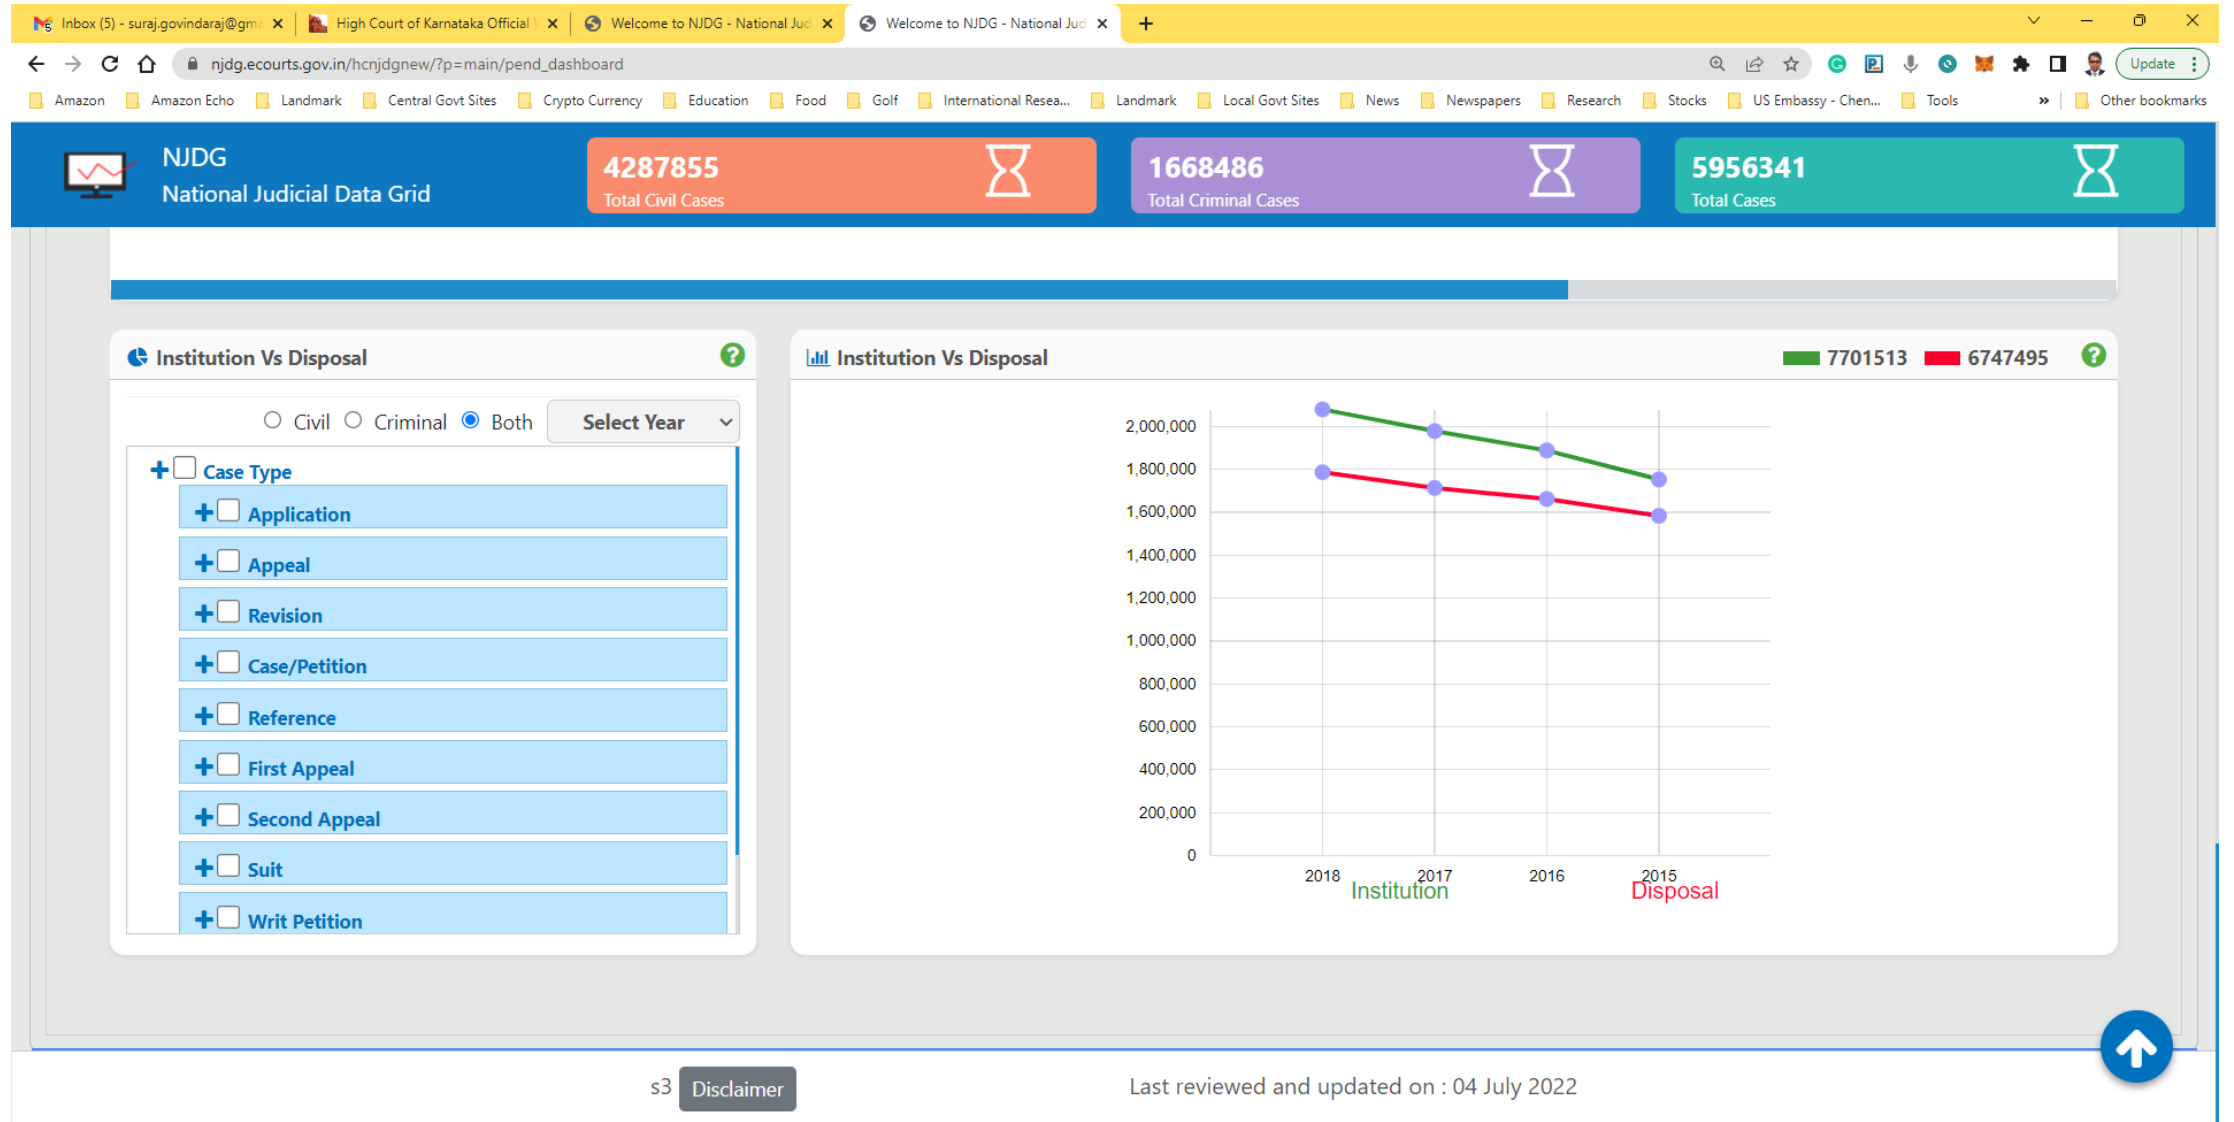 Inbox (5) - suraj.govindaraj@gma
High Court of Karnataka Official
Welcome to NJDG - National Jud
Welcome to NJDG - National Jud
njdg.ecourts.gov.in/hcnjdgnew/?p=main/pend_dashboard
Update
Amazon
Amazon Echo
Landmark
Central Govt Sites
Crypto Currency
Education
Food
Golf
International Resea...
Landmark
Local Govt Sites
News
Newspapers
Research
Stocks
US Embassy - Chen...
Tools
»
Other bookmarks
NJDG
National Judicial Data Grid
4287855
Total Civil Cases
1668486
Total Criminal Cases
5956341
Total Cases
Institution Vs Disposal
Civil
Criminal
Both
Select Year
Case Type
Application
Appeal
Revision
Case/Petition
Reference
First Appeal
Second Appeal
Suit
Writ Petition
Institution Vs Disposal
7701513
6747495
2,000,000
1,800,000
1,600,000
1,400,000
1,200,000
1,000,000
800,000
600,000
400,000
200,000
0
2018
2017
2016
2015
Institution
Disposal
s3
Disclaimer
Last reviewed and updated on : 04 July 2022